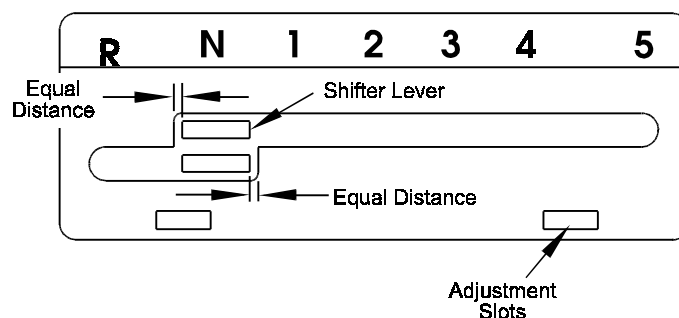 R N 1 2 3 4 5
Equal
Distance
Shifter Lever
Equal Distance
Adjustment
Slots